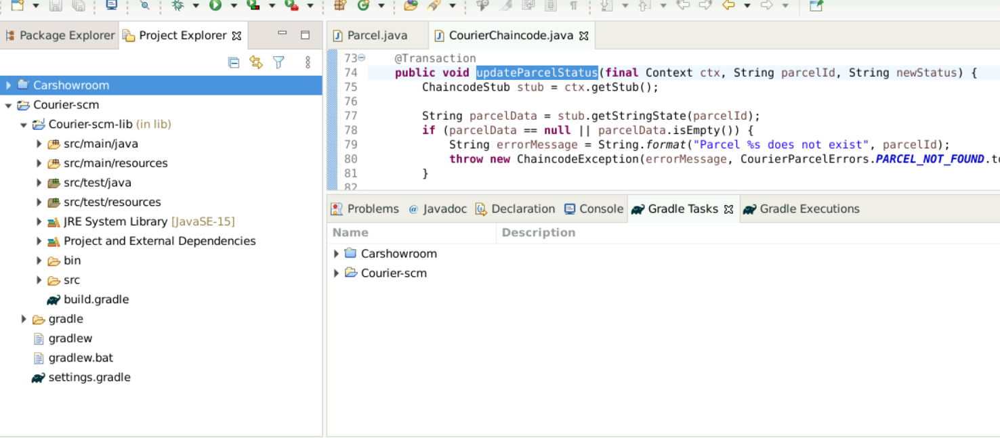 Package Explorer
Project Explorer
Carshowroom
Courier-scm
Courier-scm-lib (in lib)
src/main/java
src/main/resources
src/test/java
src/test/resources
JRE System Library [JavaSE-15]
Project and External Dependencies
bin
src
build.gradle
gradle
gradlew
gradlew.bat
settings.gradle
Parcel.java
CourierChaincode.java
73 @Transaction
74 public void updateParcelStatus(final Context ctx, String parcelId, String newStatus) {
75 ChaincodeStub stub = ctx.getStub();
76
77 String parcelData = stub.getStringState(parcelId);
78 if (parcelData == null || parcelData.isEmpty()) {
79 String errorMessage = String.format("Parcel %s does not exist", parcelId);
80 throw new ChaincodeException(errorMessage, CourierParcelErrors.PARCEL_NOT_FOUND.to
81 }
82
Problems
@ Javadoc
Declaration
Console
Gradle Tasks
Gradle Executions
Name Description
Carshowroom
Courier-scm